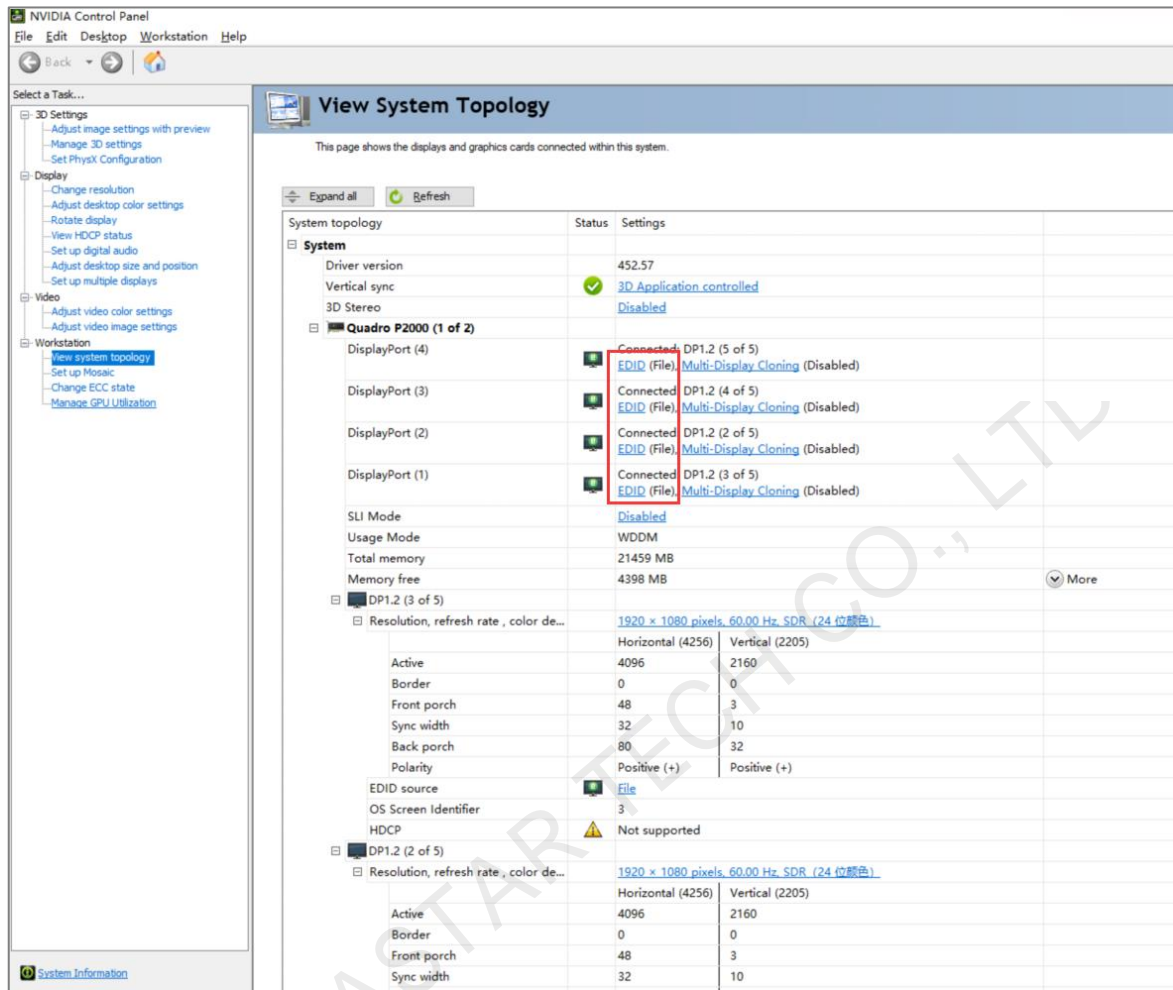 NVIDIA Control Panel
File Edit Desktop Workstation Help
Back
Select a Task...
3D Settings
Adjust image settings with preview
Manage 3D settings
Set PhysX Configuration
Display
Change resolution
Adjust desktop color settings
Rotate display
View HDCP status
Set up digital audio
Adjust desktop size and position
Set up multiple displays
Video
Adjust video color settings
Adjust video image settings
Workstation
View system topology
Set up Mosaic
Change ECC state
Manage GPU Utilization
System Information
View System Topology
This page shows the displays and graphics cards connected within this system.
Expand all Refresh
System topology Status Settings
System
Driver version 452.57
Vertical sync 3D Application controlled
3D Stereo Disabled
Quadro P2000 (1 of 2)
DisplayPort (4) Connected: DP1.2 (5 of 5)
EDID (File), Multi-Display Cloning (Disabled)
DisplayPort (3) Connected: DP1.2 (4 of 5)
EDID (File), Multi-Display Cloning (Disabled)
DisplayPort (2) Connected: DP1.2 (2 of 5)
EDID (File), Multi-Display Cloning (Disabled)
DisplayPort (1) Connected: DP1.2 (3 of 5)
EDID (File), Multi-Display Cloning (Disabled)
SLI Mode Disabled
Usage Mode WDDM
Total memory 21459 MB
Memory free 4398 MB More
DP1.2 (3 of 5)
Resolution, refresh rate , color de... 1920 × 1080 pixels, 60.00 Hz, SDR（24 位颜色）
Horizontal (4256) Vertical (2205)
Active 4096 2160
Border 0 0
Front porch 48 3
Sync width 32 10
Back porch 80 32
Polarity Positive (+) Positive (+)
EDID source File
OS Screen Identifier 3
HDCP Not supported
DP1.2 (2 of 5)
Resolution, refresh rate , color de... 1920 × 1080 pixels, 60.00 Hz, SDR（24 位颜色）
Horizontal (4256) Vertical (2205)
Active 4096 2160
Border 0 0
Front porch 48 3
Sync width 32 10
TECH CO., LTD